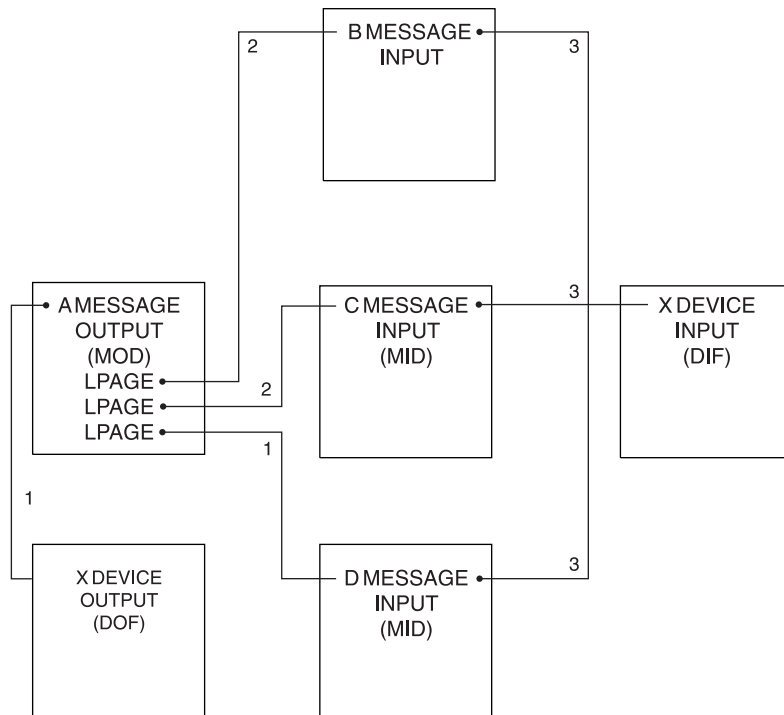 B MESSAGE
INPUT
2
3
A MESSAGE
OUTPUT
(MOD)
LPAGE
LPAGE
LPAGE
C MESSAGE
INPUT
(MID)
2
3
X DEVICE
INPUT
(DIF)
1
1
X DEVICE
OUTPUT
(DOF)
D MESSAGE
INPUT
(MID)
3